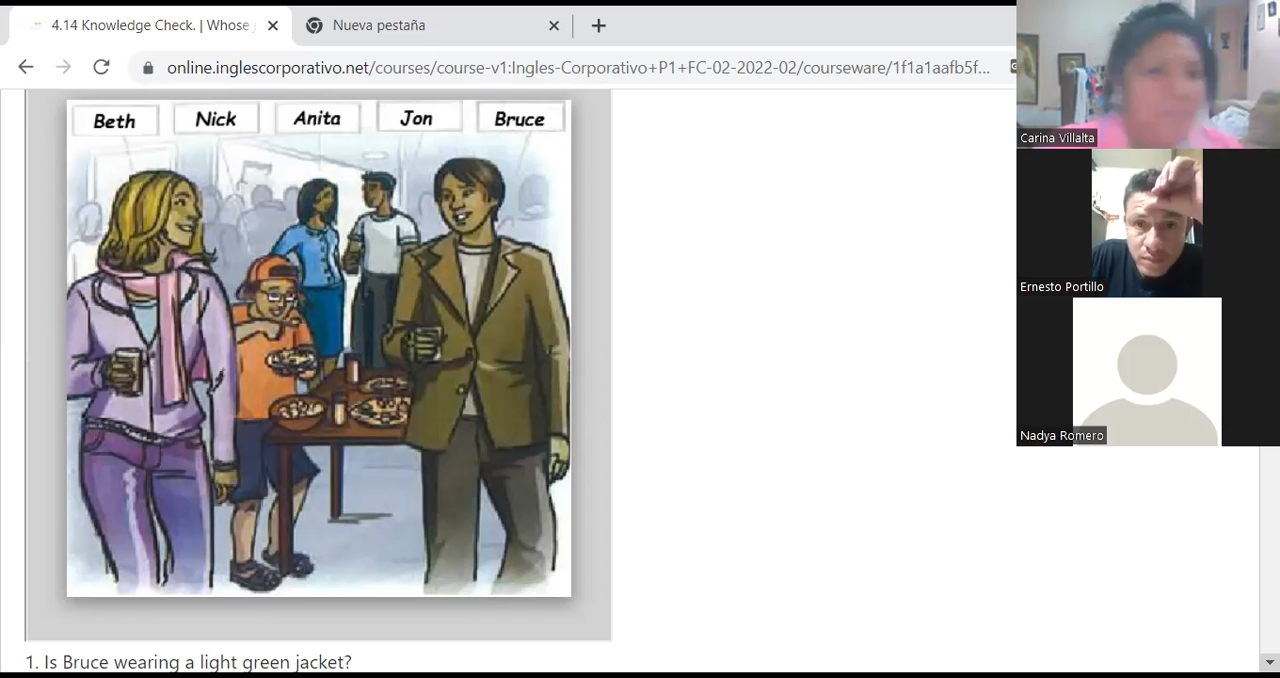 4.14 Knowledge Check. | Whose
Nueva pestaña
online.inglescorporativo.net/courses/course-v1:Ingles-Corporativo+P1+FC-02-2022-02/courseware/1f1a1aafb5f...
Beth Nick Anita Jon Bruce
Carina Villalta
Ernesto Portillo
Nadya Romero
1. Is Bruce wearing a light green jacket?